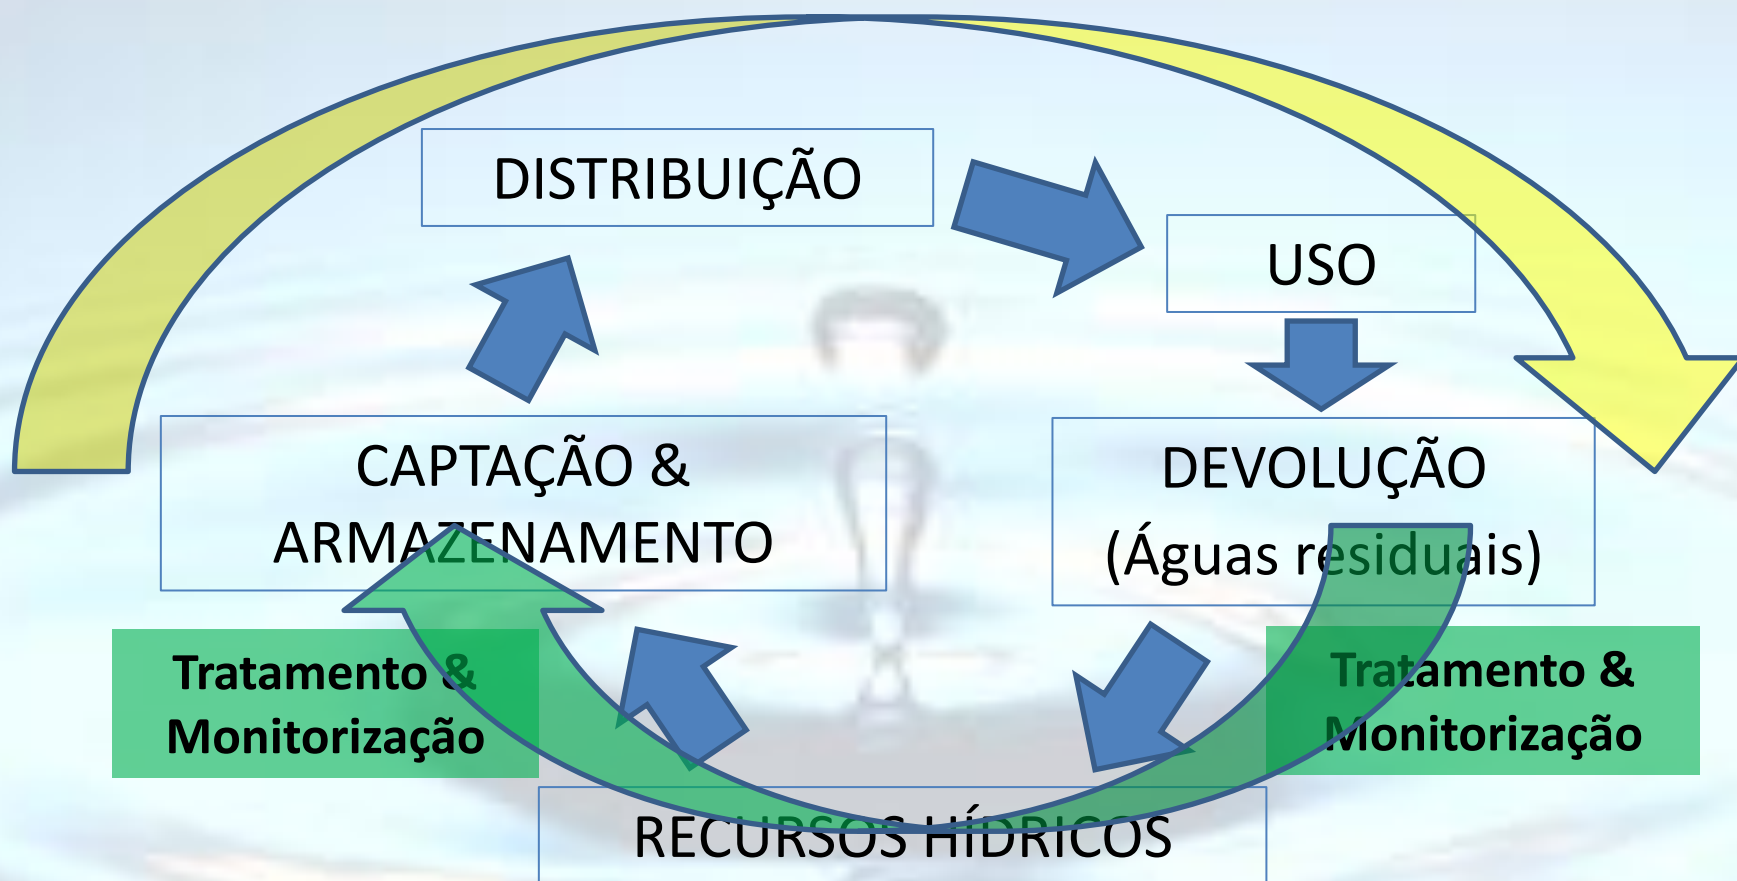 DISTRIBUIÇÃO
USO
CAPTAÇÃO &
ARMAZENAMENTO
DEVOLUÇÃO
(Águas residuais)
Tratamento &
Monitorização
Tratamento &
Monitorização
RECURSOS HÍDRICOS